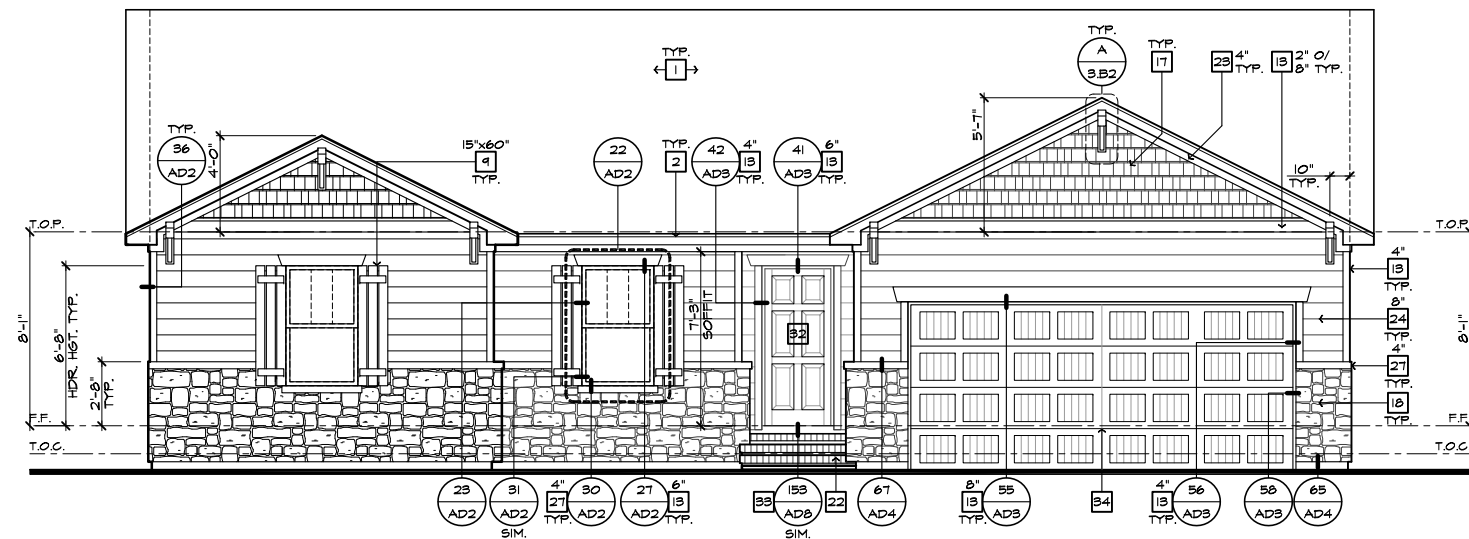 TYP.
1
TYP.
A
3.B2
TYP.
17
23 4"
TYP.
13 2" O/
8" TYP.
TYP.
36
AD2
4'-0"
15"x60"
9
TYP.
22
AD2
TYP.
2
42
AD3
4"
13
TYP.
41
AD3
6"
13
TYP.
5'-7"
10"
TYP.
T.O.P.
T.O.P.
8'-1"
HDR. HGT. TYP.
6'-8"
2'-8"
TYP.
7'-3"
SOFFIT
32
4"
13
TYP.
8"
24
TYP.
4"
27
TYP.
18
TYP.
8'-1"
F.F.
F.F.
T.O.C.
T.O.C.
23
AD2
31
AD2
SIM.
4"
27
TYP.
30
AD2
27
AD2
6"
13
TYP.
33
153
AD8
SIM.
22
67
AD4
8"
13
TYP.
55
AD3
34
4"
13
TYP.
56
AD3
58
AD3
65
AD4